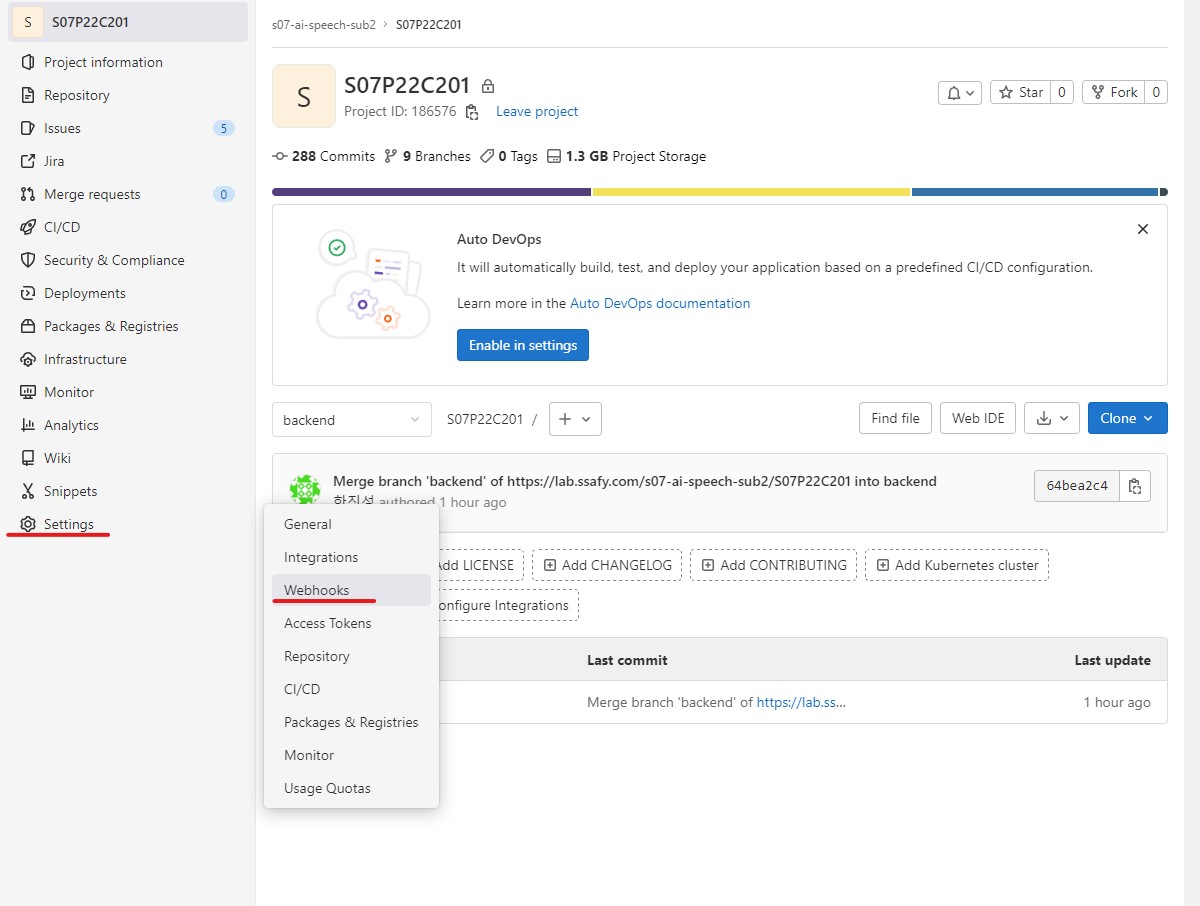 S S07P22C201
Project information
Repository
Issues 5
Jira
Merge requests 0
CI/CD
Security & Compliance
Deployments
Packages & Registries
Infrastructure
Monitor
Analytics
Wiki
Snippets
Settings
s07-ai-speech-sub2 › S07P22C201
S
S07P22C201
Project ID: 186576 Leave project
Star 0 Fork 0
288 Commits 9 Branches 0 Tags 1.3 GB Project Storage
Auto DevOps
It will automatically build, test, and deploy your application based on a predefined CI/CD configuration.
Learn more in the Auto DevOps documentation
Enable in settings
backend S07P22C201 / + Find file Web IDE Clone
Merge branch 'backend' of https://lab.ssafy.com/s07-ai-speech-sub2/S07P22C201 into backend
authored 1 hour ago
64bea2c4
General
Integrations
Webhooks
Access Tokens
Repository
CI/CD
Packages & Registries
Monitor
Usage Quotas
Add LICENSE Add CHANGELOG Add CONTRIBUTING Add Kubernetes cluster
onfigure Integrations
Last commit Last update
Merge branch 'backend' of https://lab.ss... 1 hour ago